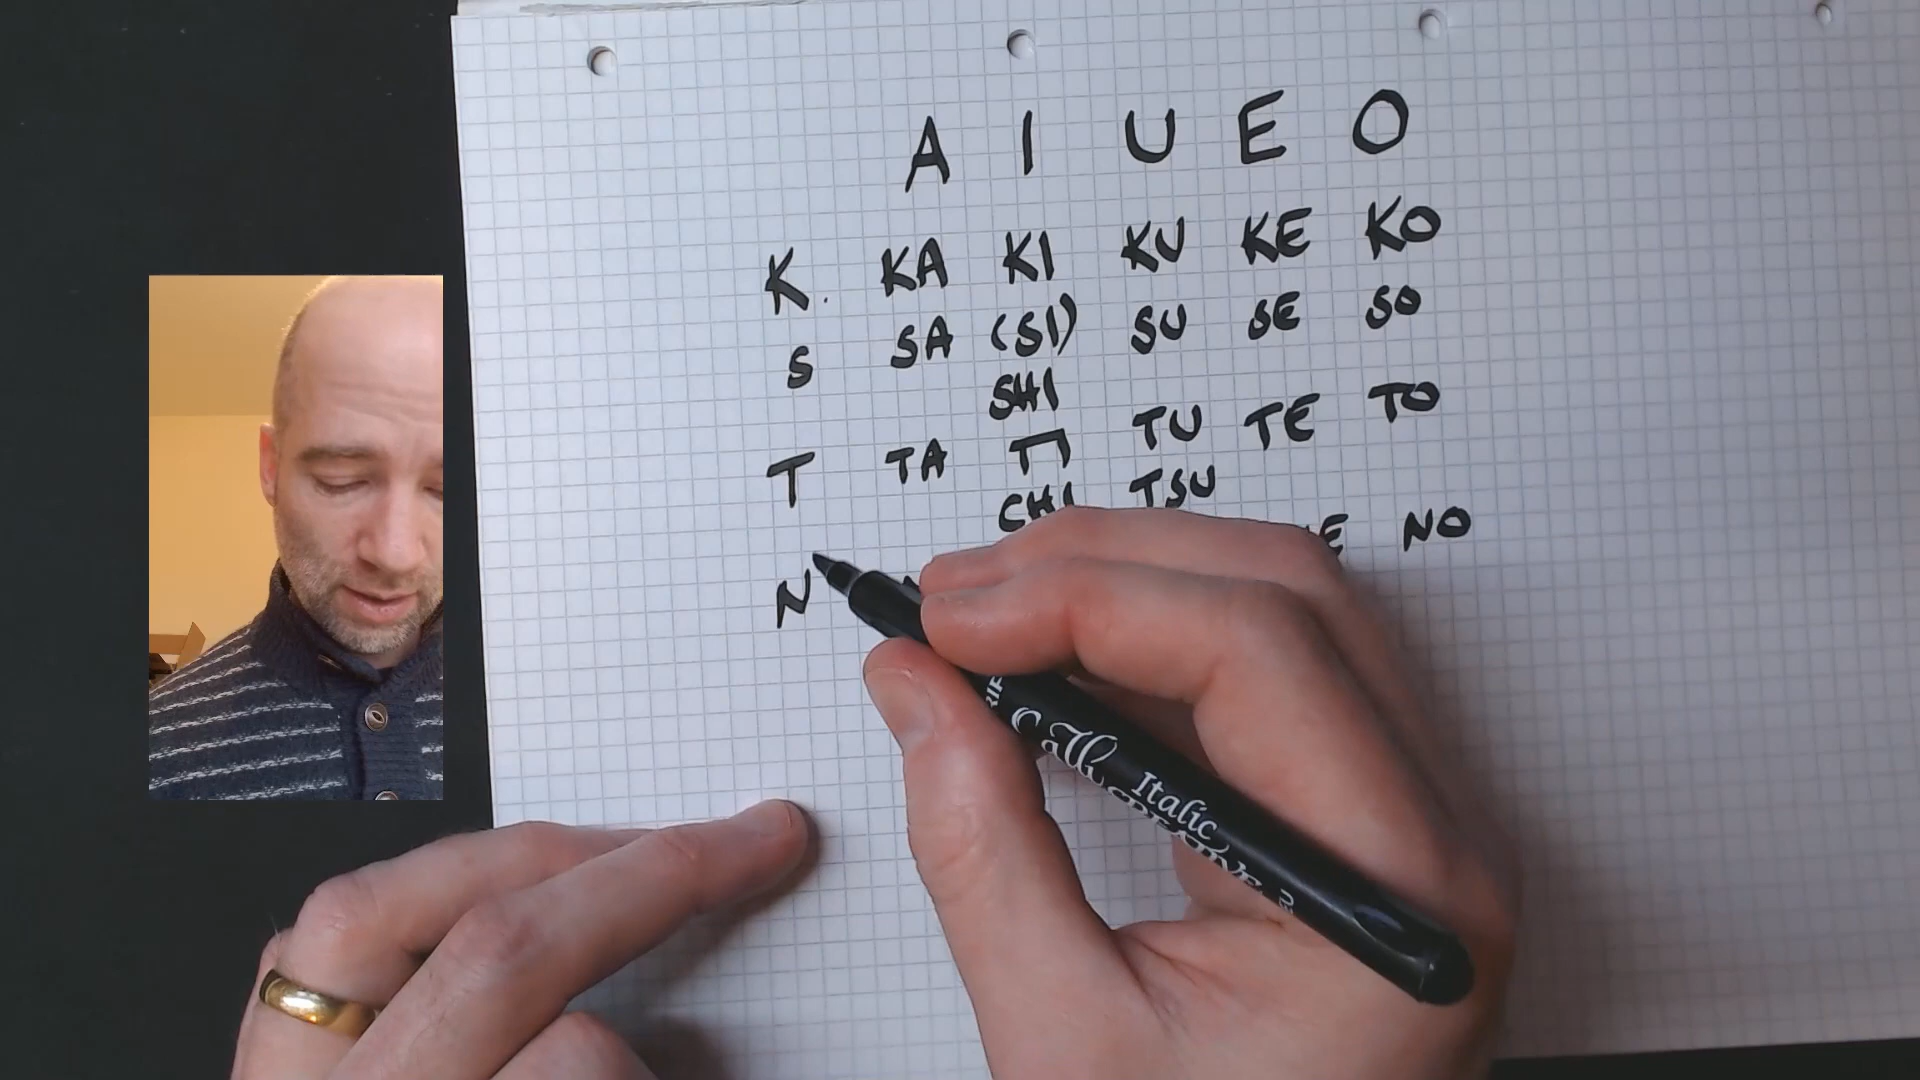 A I U E O
K. KA KI KU KE KO
S SA (SI) SU SE SO
SHI
T TA TI TU TE TO
CHI TSU
N NO
Italic